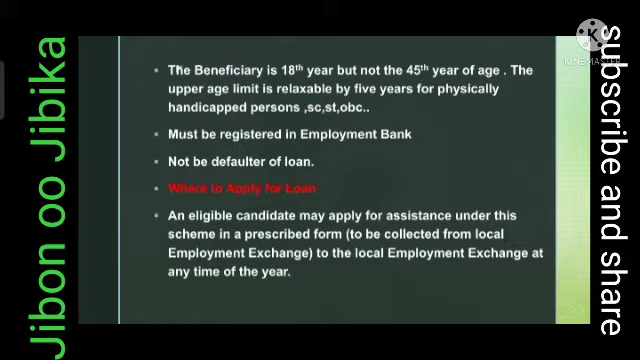 Jibon oo Jibika
The Beneficiary is 18th year but not the 45th year of age . The
upper age limit is relaxable by five years for physically
handicapped persons ,sc,st,obc..
Must be registered in Employment Bank
Not be defaulter of loan.
Where to Apply for Loan
An eligible candidate may apply for assistance under this
scheme in a prescribed form (to be collected from local
Employment Exchange) to the local Employment Exchange at
any time of the year.
K
KINEMASTER
subscribe and share